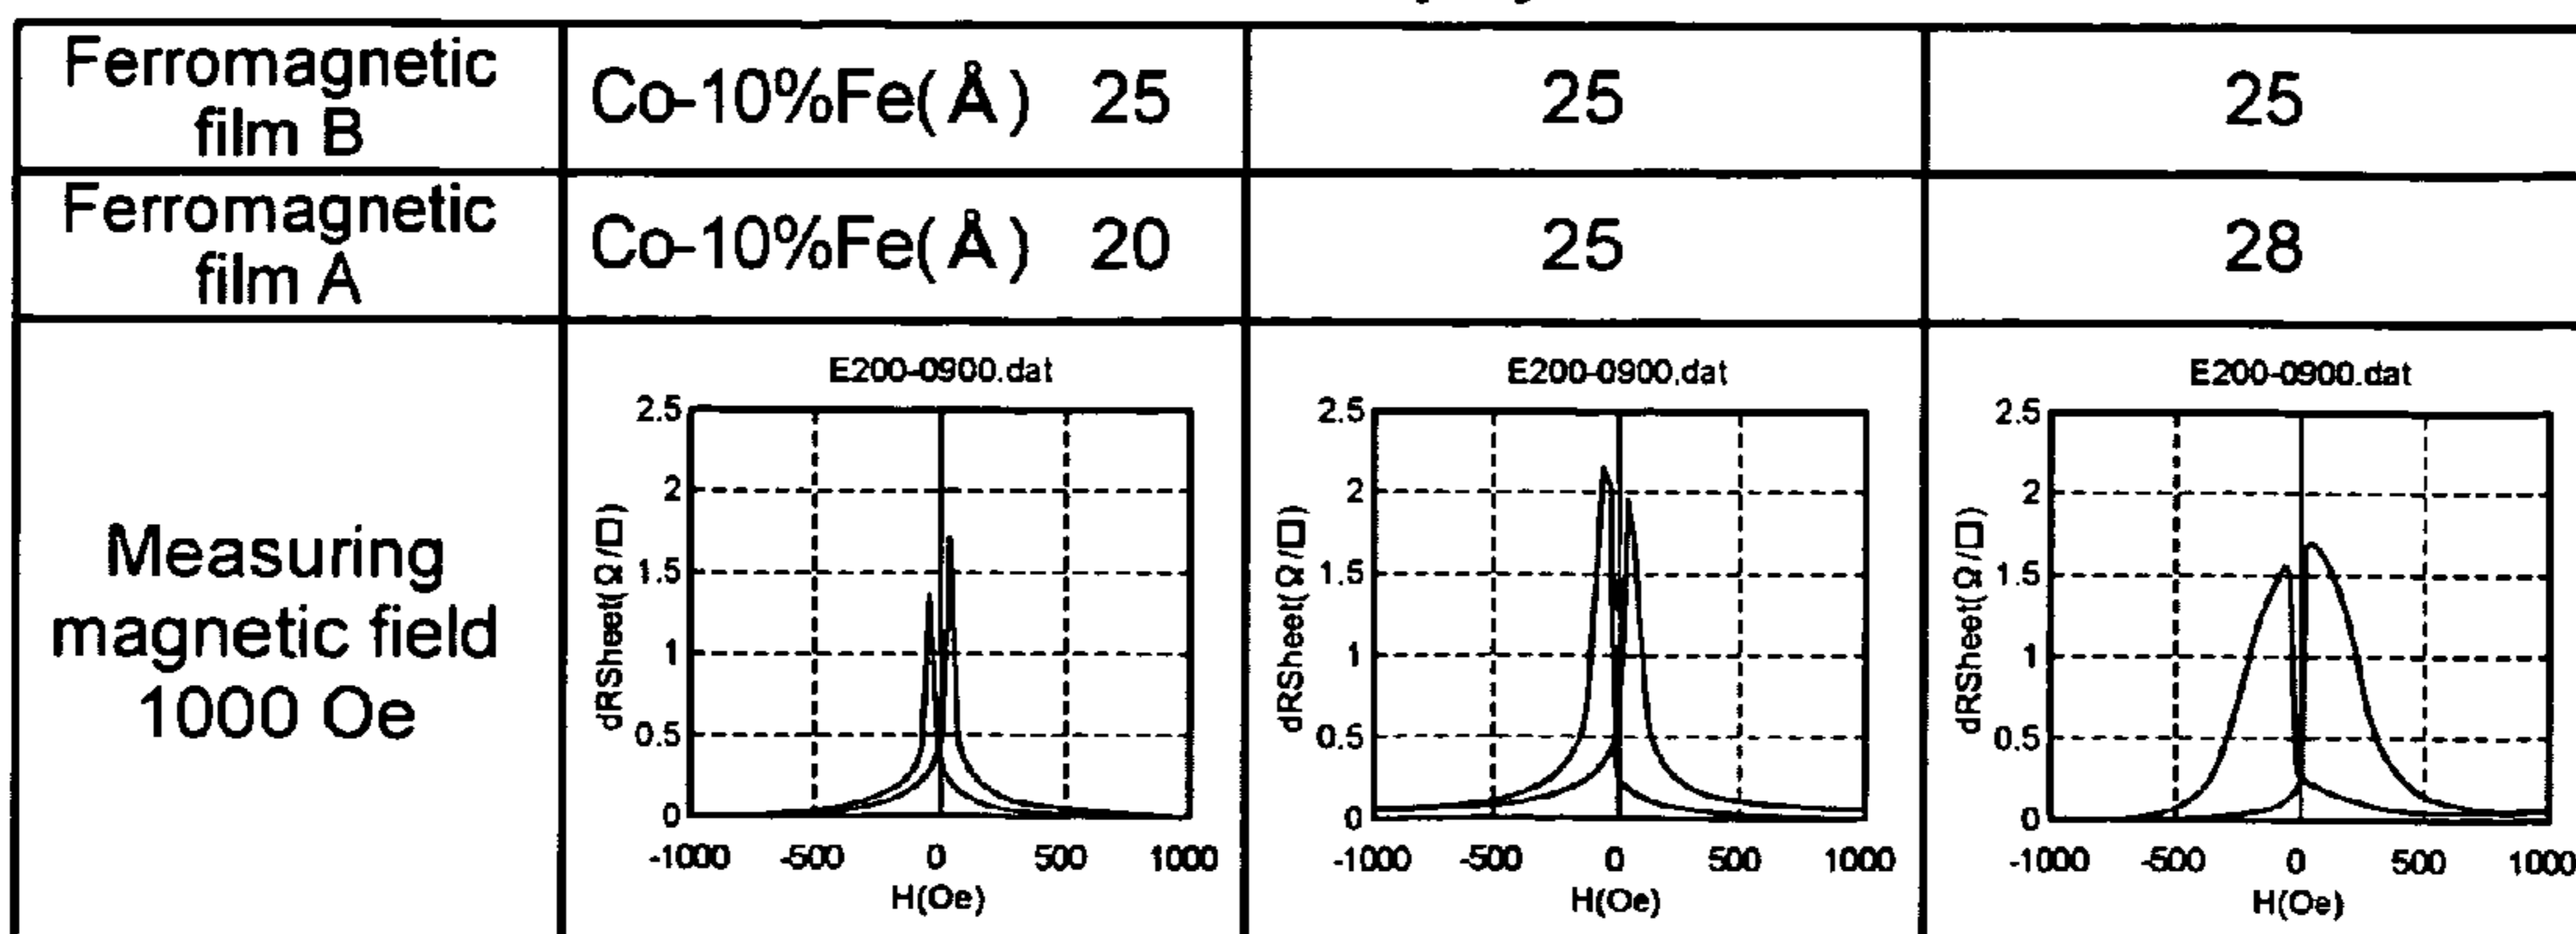 Ferromagnetic
film B
Co-10%Fe(Å) 25
25
25
Ferromagnetic
film A
Co-10%Fe(Å) 20
25
28
Measuring
magnetic field
1000 Oe
E200-0900.dat
2.5
2
1.5
1
0.5
0
dRSheet(Ω/□)
-1000 -500 0 500 1000
H(Oe)
E200-0900.dat
2.5
2
1.5
1
0.5
0
dRSheet(Ω/□)
-1000 -500 0 500 1000
H(Oe)
E200-0900.dat
2.5
2
1.5
1
0.5
0
dRSheet(Ω/□)
-1000 -500 0 500 1000
H(Oe)